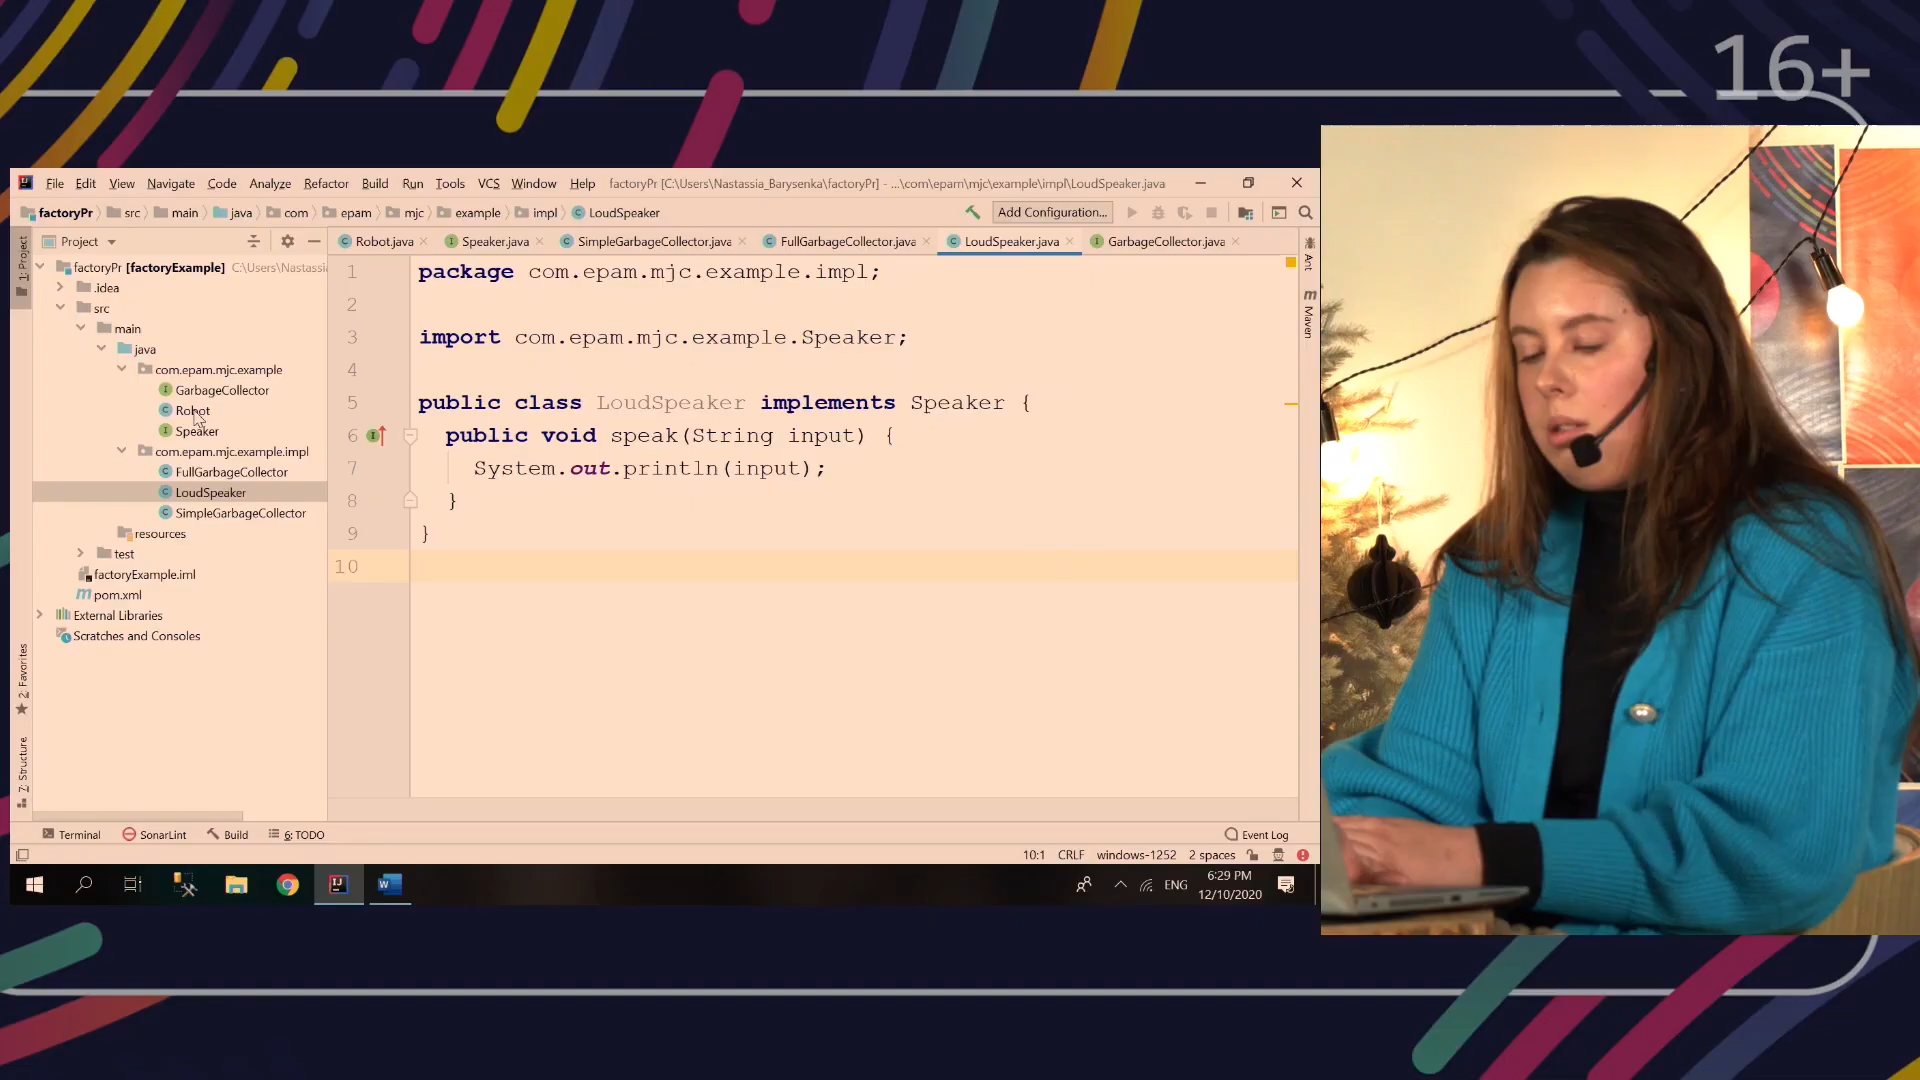 16+
File Edit View Navigate Code Analyze Refactor Build Run Tools VCS Window Help factoryPr [C:\Users\Nastassia_Barysenka\factoryPr] - ...\com\epam\mjc\example\impl\LoudSpeaker.java
factoryPr src main java com epam mjc example impl LoudSpeaker Add Configuration...
Project Robot.java Speaker.java SimpleGarbageCollector.java FullGarbageCollector.java LoudSpeaker.java GarbageCollector.java
1: Project
factoryPr [factoryExample] C:\Users\Nastassia
.idea
src
main
java
com.epam.mjc.example
GarbageCollector
Robot
Speaker
com.epam.mjc.example.impl
FullGarbageCollector
LoudSpeaker
SimpleGarbageCollector
resources
test
factoryExample.iml
pom.xml
External Libraries
Scratches and Consoles
2: Favorites
7: Structure
1 package com.epam.mjc.example.impl;
2
3 import com.epam.mjc.example.Speaker;
4
5 public class LoudSpeaker implements Speaker {
6 public void speak(String input) {
7 System.out.println(input);
8 }
9 }
10
Ant
m Maven
Terminal SonarLint Build 6: TODO Event Log
10:1 CRLF windows-1252 2 spaces
ENG 6:29 PM
12/10/2020